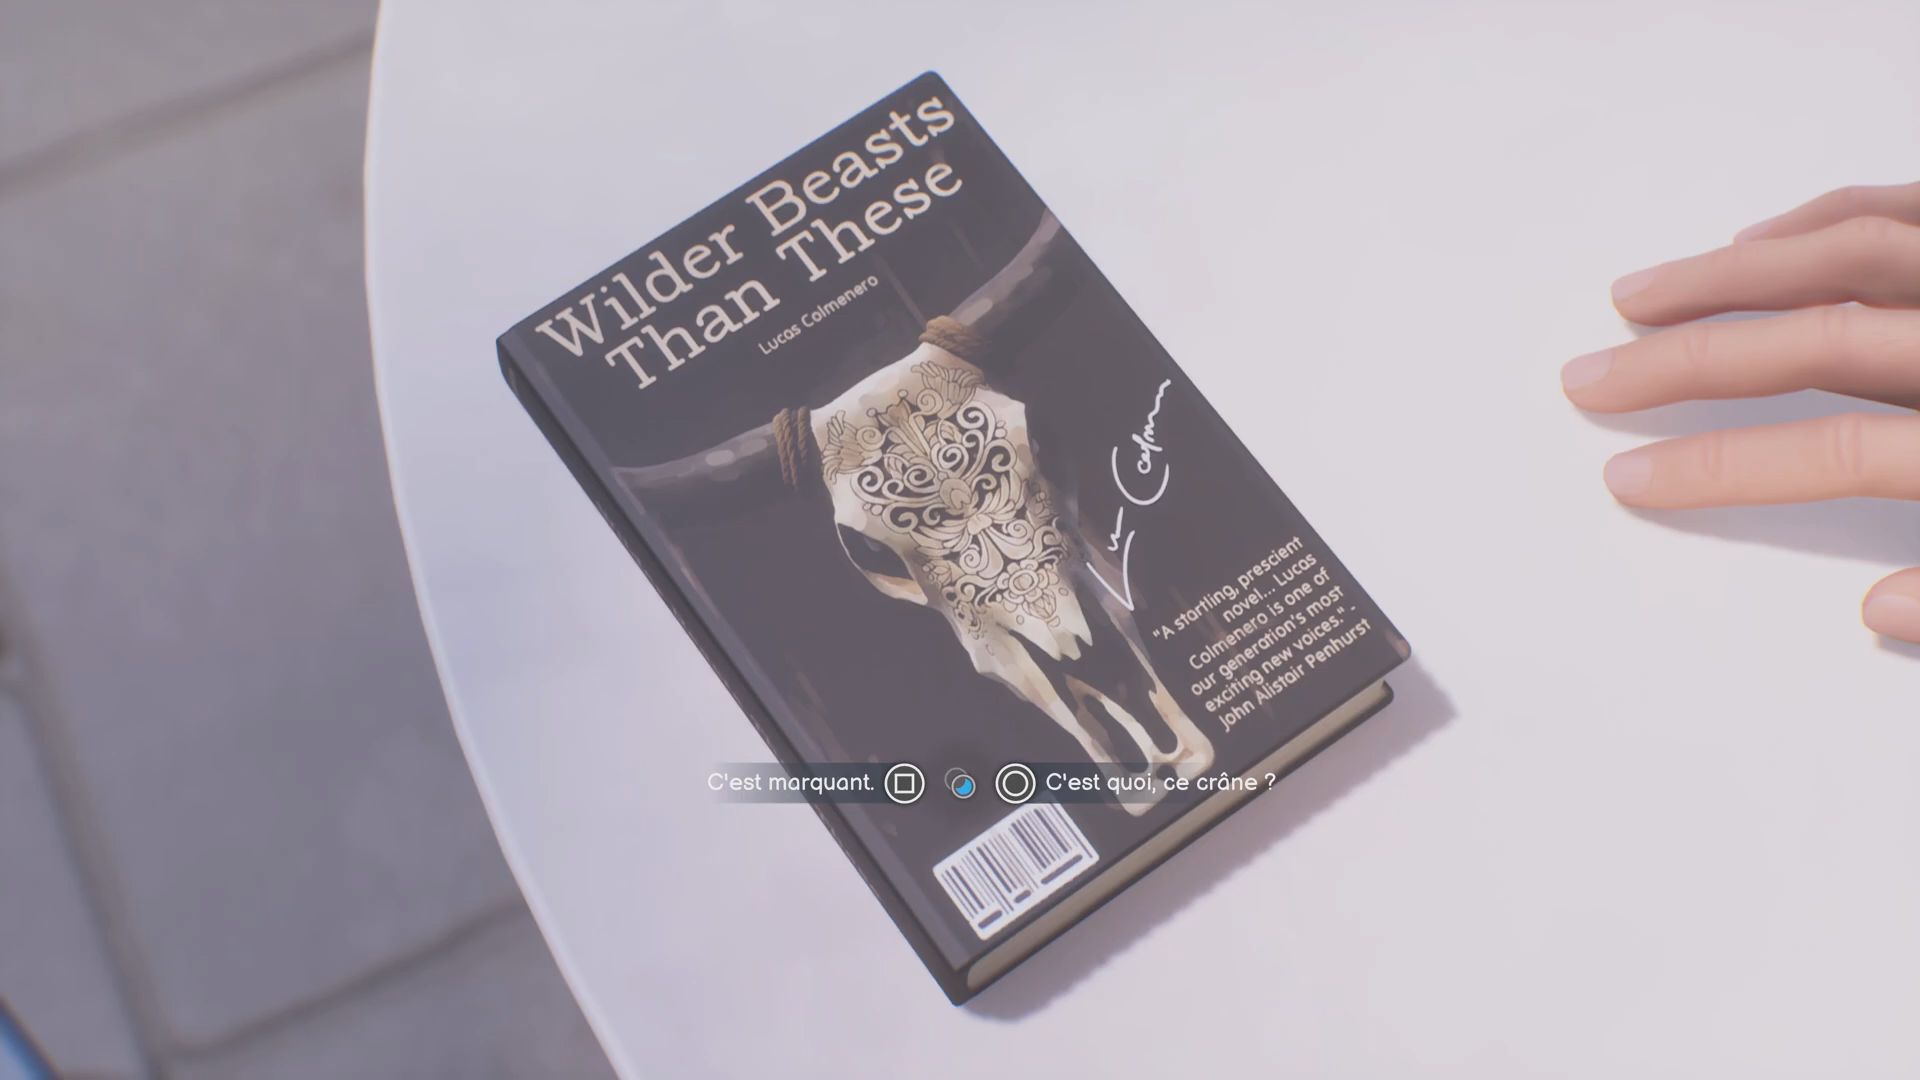 Wilder Beasts
Than These
Lucas Colmenero
"A startling, prescient
novel... Lucas
Colmenero is one of
our generation's most
exciting new voices." -
John Alistair Penhurst
C'est marquant.
C'est quoi, ce crâne ?